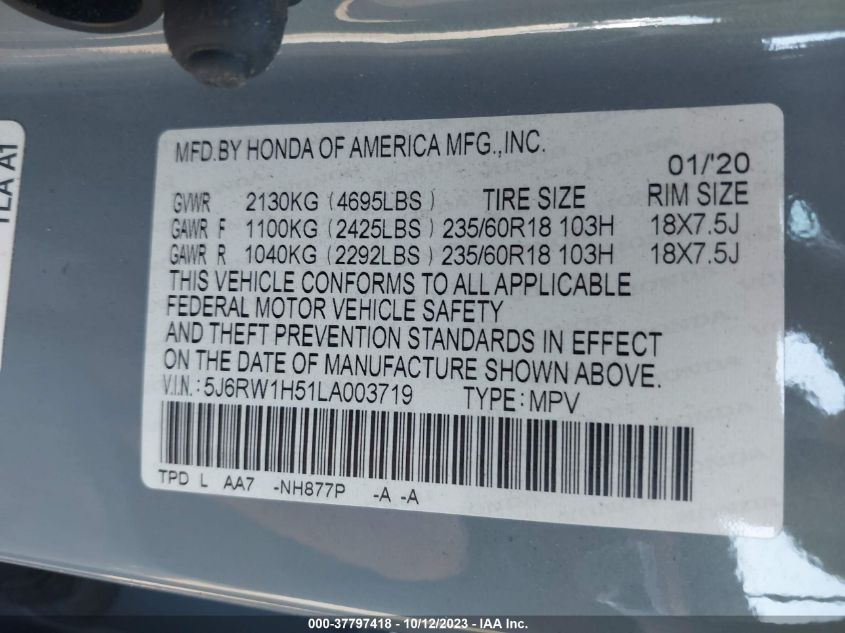 TLA A1
MFD.BY HONDA OF AMERICA MFG.,INC.
01/'20
GVWR 2130KG (4695LBS) TIRE SIZE RIM SIZE
GAWR F 1100KG (2425LBS) 235/60R18 103H 18X7.5J
GAWR R 1040KG (2292LBS) 235/60R18 103H 18X7.5J
THIS VEHICLE CONFORMS TO ALL APPLICABLE
FEDERAL MOTOR VEHICLE SAFETY
AND THEFT PREVENTION STANDARDS IN EFFECT
ON THE DATE OF MANUFACTURE SHOWN ABOVE.
V.I.N.: 5J6RW1H51LA003719 TYPE: MPV
TPD L AA7 -NH877P -A -A
000-37797418 - 10/12/2023 - IAA Inc.